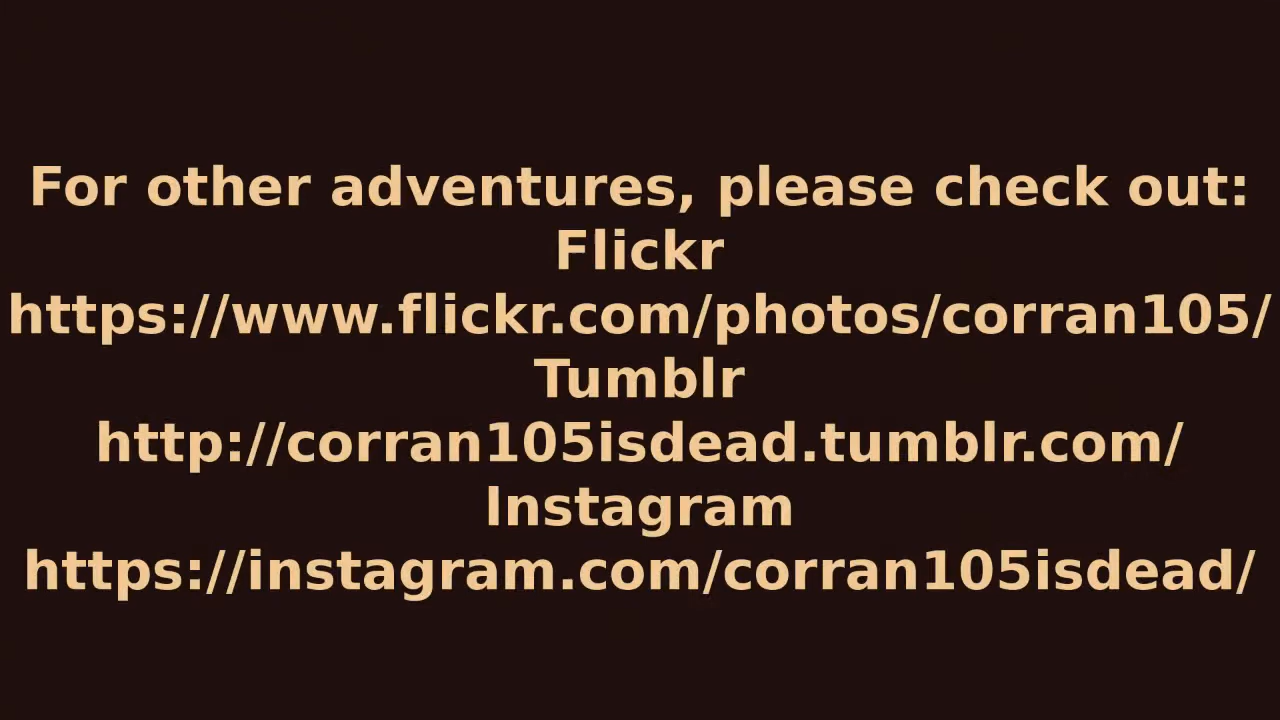 For other adventures, please check out:
Flickr
https://www.flickr.com/photos/corran105/
Tumblr
http://corran105isdead.tumblr.com/
Instagram
https://instagram.com/corran105isdead/